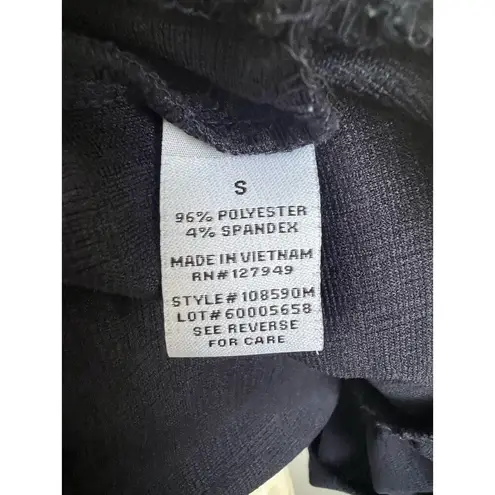 S
96% POLYESTER
4% SPANDEX
MADE IN VIETNAM
RN#127949
STYLE#108590M
LOT#60005658
SEE REVERSE
FOR CARE